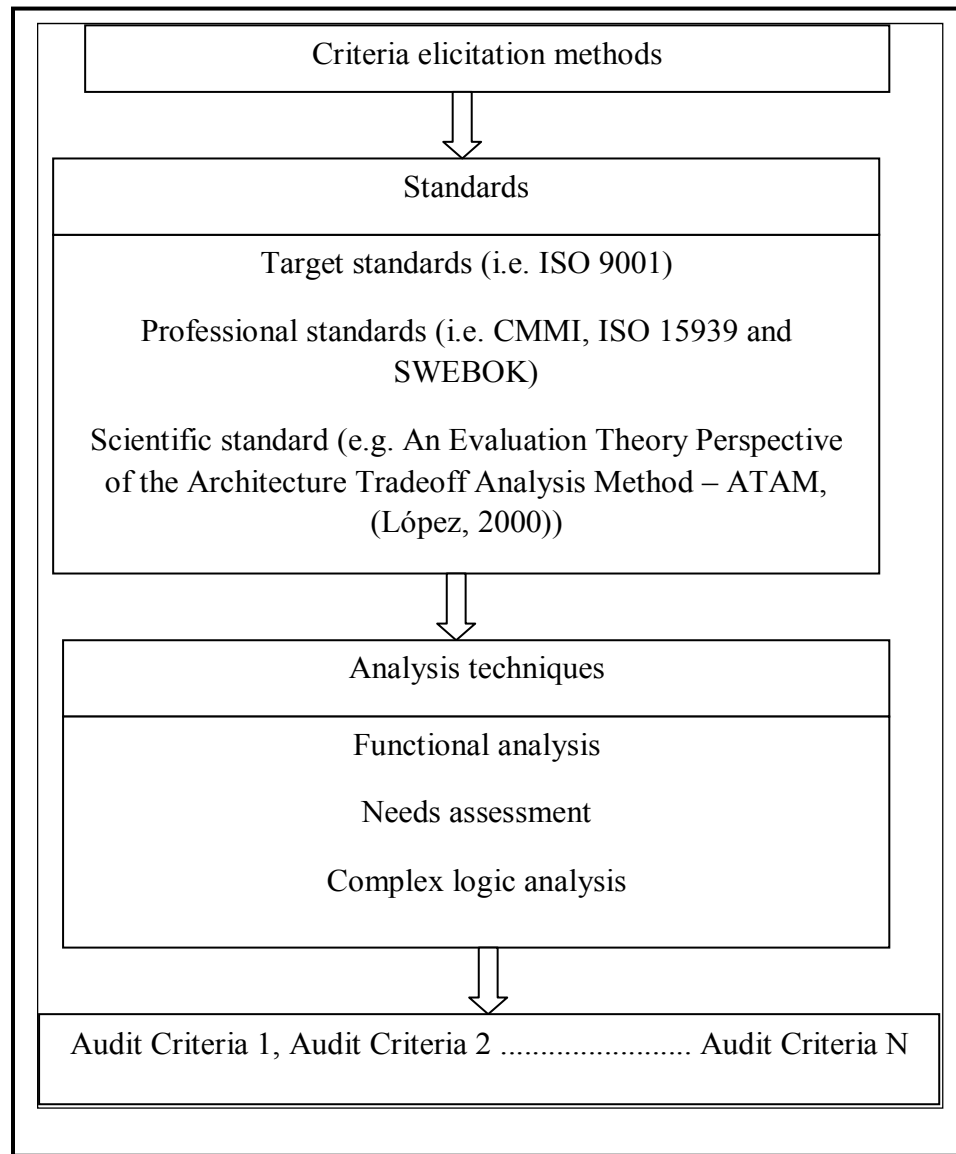 Criteria elicitation methods
Standards
Target standards (i.e. ISO 9001)
Professional standards (i.e. CMMI, ISO 15939 and
SWEBOK)
Scientific standard (e.g. An Evaluation Theory Perspective
of the Architecture Tradeoff Analysis Method – ATAM,
(López, 2000))
Analysis techniques
Functional analysis
Needs assessment
Complex logic analysis
Audit Criteria 1, Audit Criteria 2 ....................... Audit Criteria N